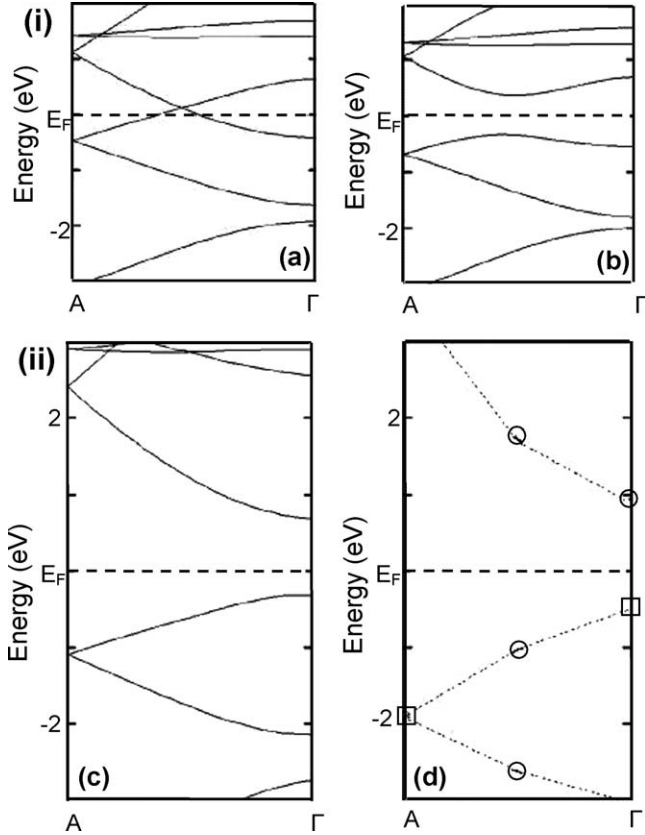 (i)
Energy (eV)
E_F
-2
(a)
A
Γ
Energy (eV)
E_F
-2
(b)
A
Γ
(ii)
Energy (eV)
2
E_F
-2
(c)
A
Γ
Energy (eV)
2
E_F
-2
(d)
A
Γ